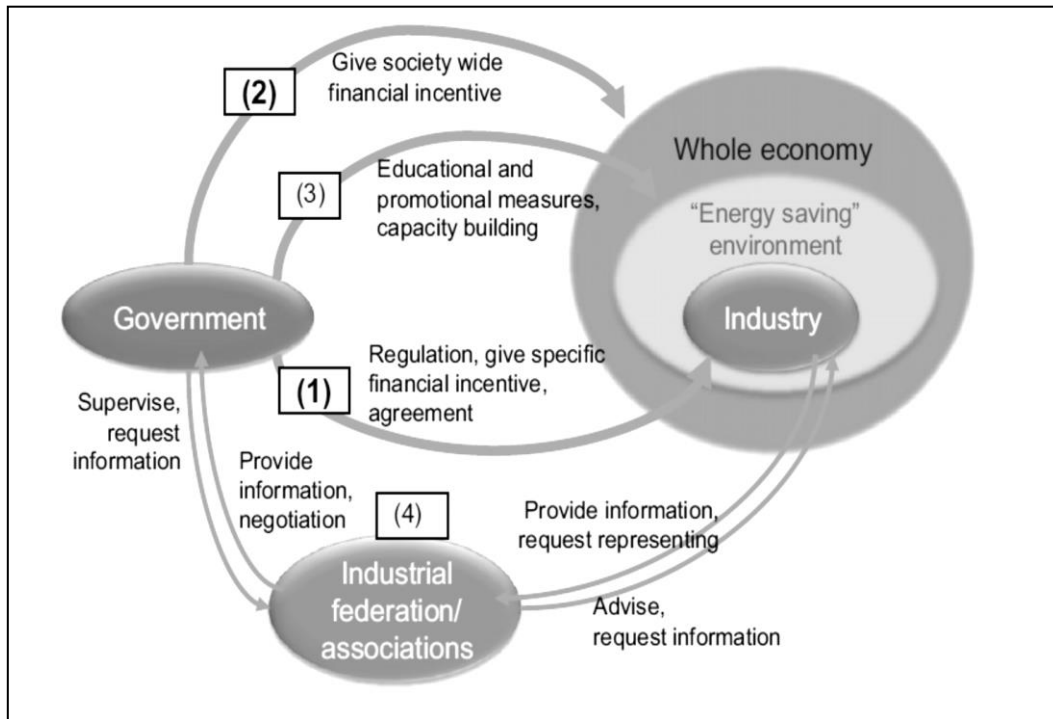 (2)
Give society wide
financial incentive
Whole economy
(3)
Educational and
promotional measures,
capacity building
“Energy saving”
environment
Government
Industry
(1)
Regulation, give specific
financial incentive,
agreement
Supervise,
request
information
Provide
information,
negotiation
(4)
Provide information,
request representing
Industrial
federation/
associations
Advise,
request information